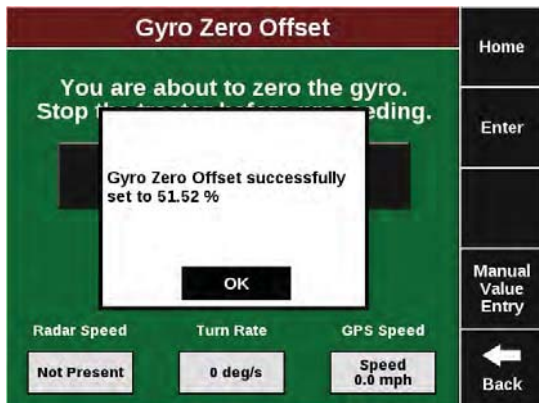 Gyro Zero Offset
You are about to zero the gyro.
Stop eding.
Gyro Zero Offset successfully
set to 51.52 %
OK
Radar Speed
Turn Rate
GPS Speed
Not Present
0 deg/s
Speed
0.0 mph
Home
Enter
Manual
Value
Entry
Back